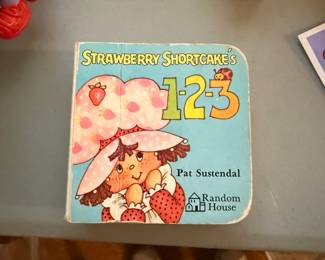 STRAWBERRY SHORTCAKE'S
1-2-3
Pat Sustendal
Random
House